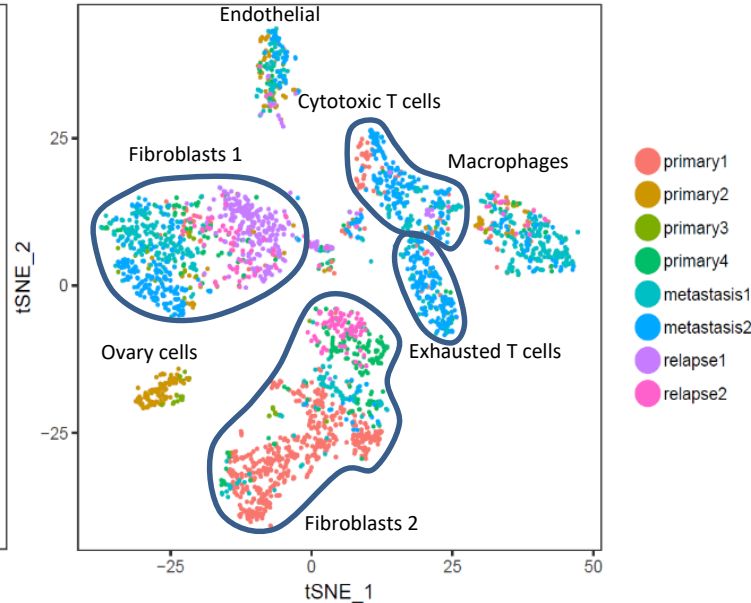 Endothelial
Cytotoxic T cells
Fibroblasts 1
Macrophages
Ovary cells
Exhausted T cells
Fibroblasts 2
25
0
−25
tSNE_2
−25
0
25
50
tSNE_1
primary1
primary2
primary3
primary4
metastasis1
metastasis2
relapse1
relapse2